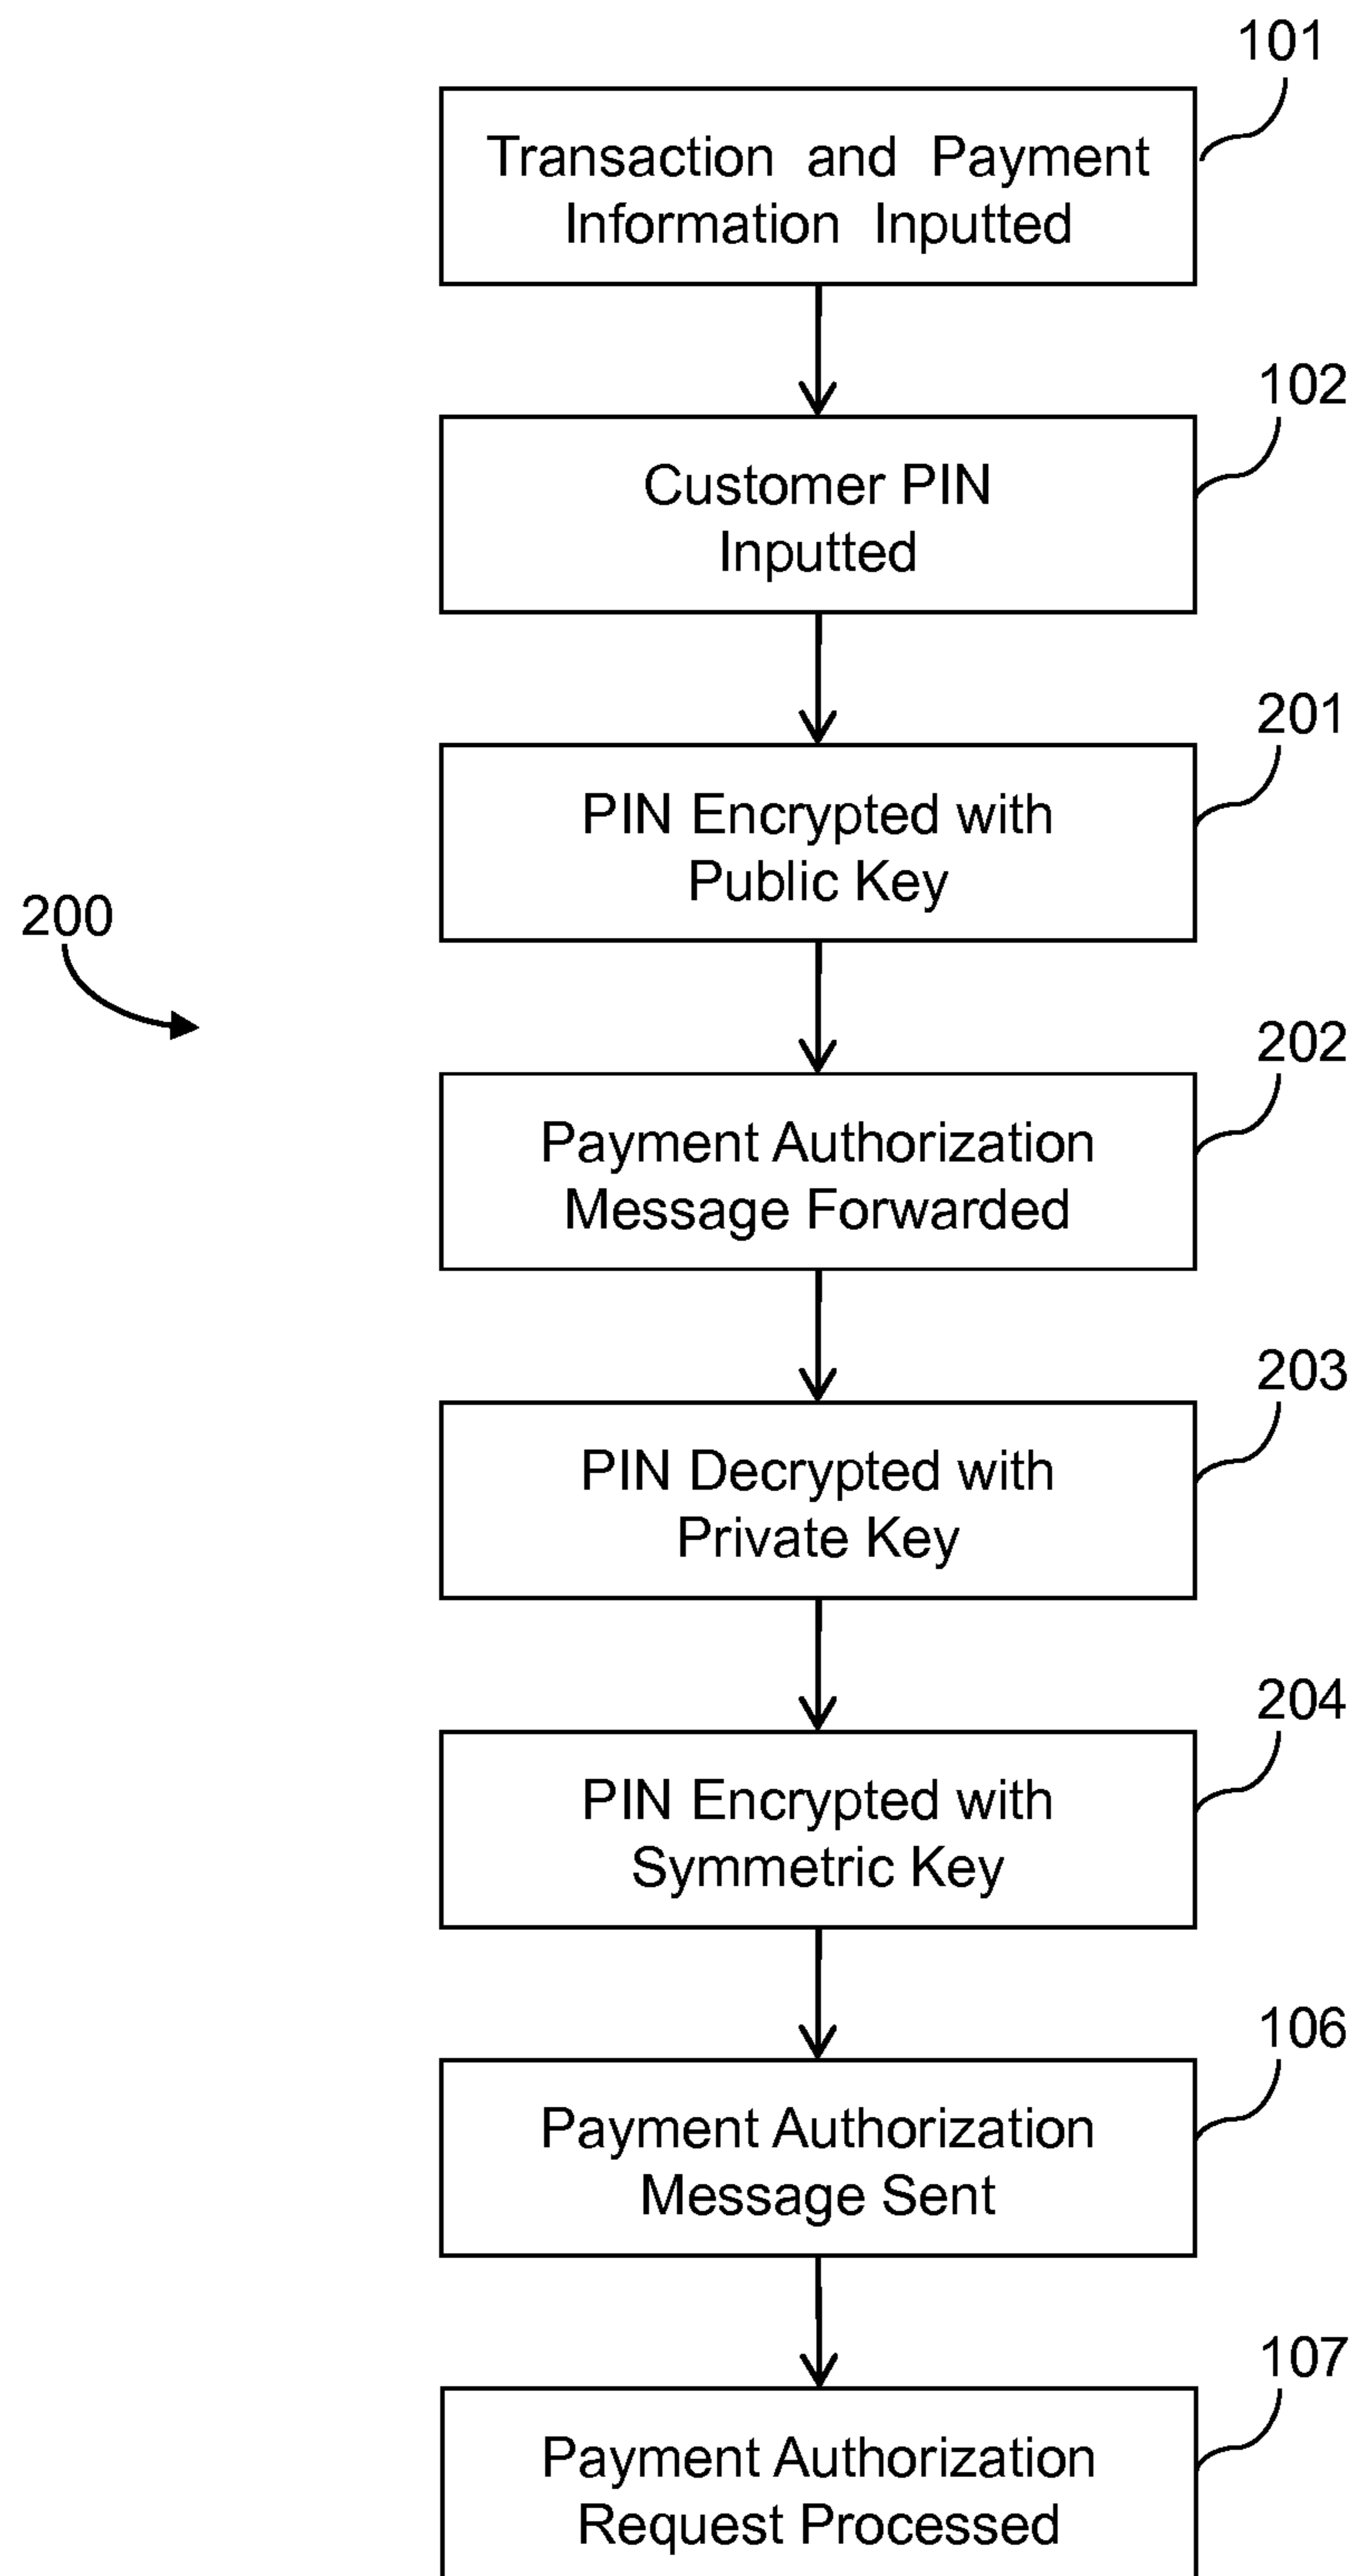 101
Transaction and Payment
Information Inputted
102
Customer PIN
Inputted
201
PIN Encrypted with
Public Key
200
202
Payment Authorization
Message Forwarded
203
PIN Decrypted with
Private Key
204
PIN Encrypted with
Symmetric Key
106
Payment Authorization
Message Sent
107
Payment Authorization
Request Processed